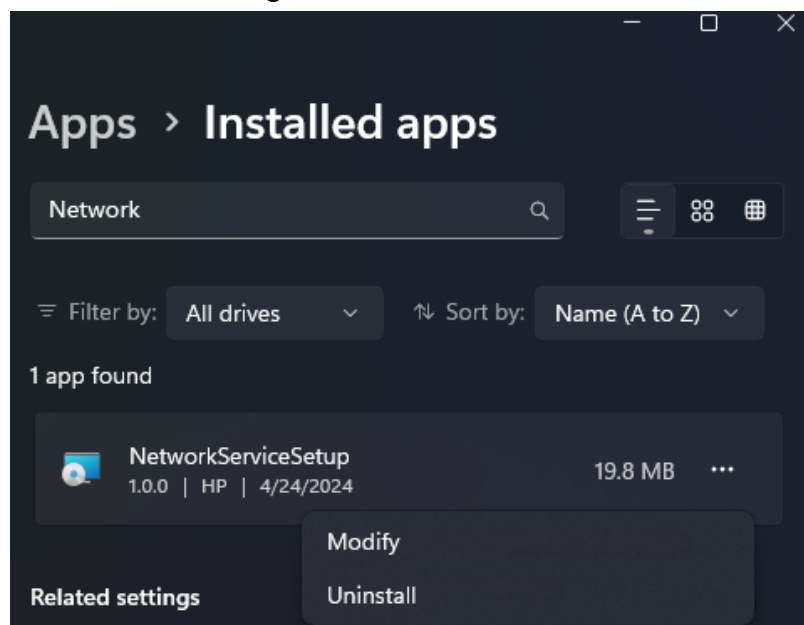 Apps > Installed apps
Network
Filter by: All drives Sort by: Name (A to Z)
1 app found
NetworkServiceSetup
1.0.0 | HP | 4/24/2024
19.8 MB
Modify
Uninstall
Related settings